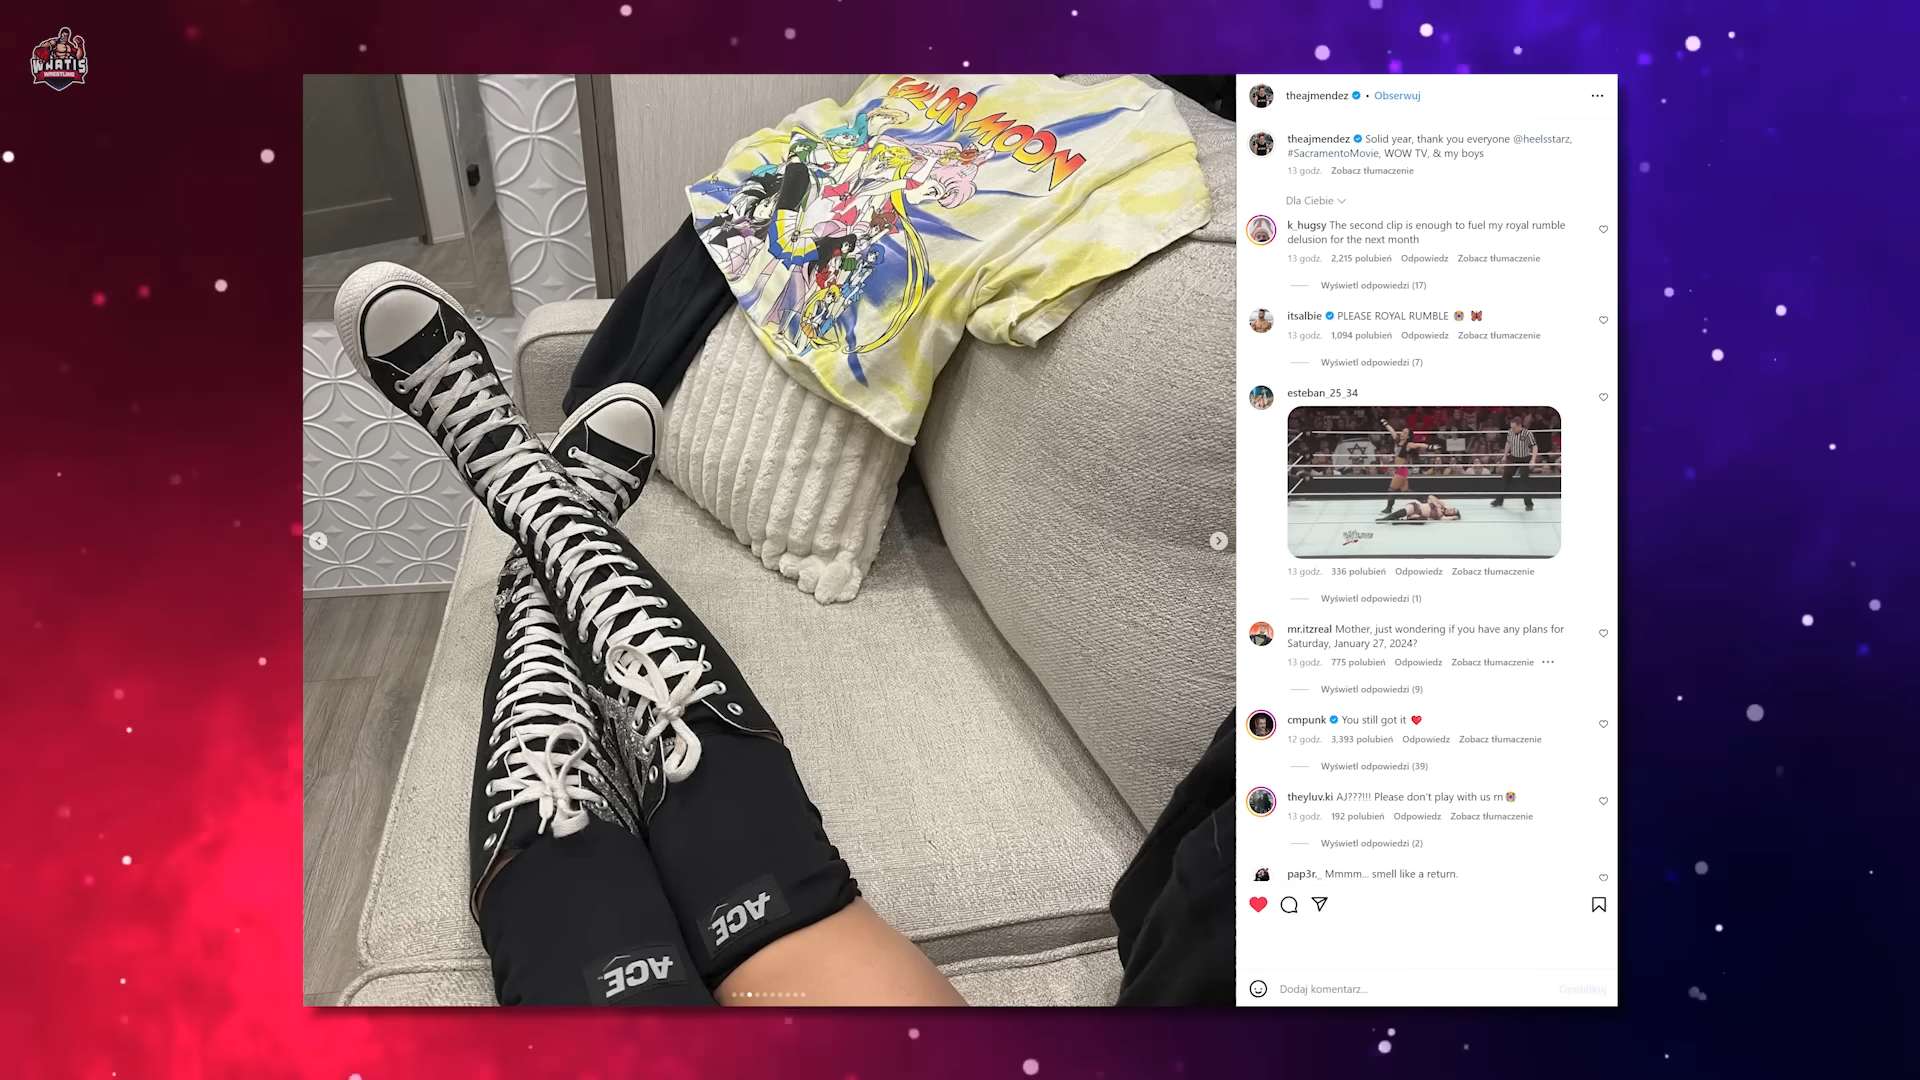 WHATIS
WRESTLING
SAILOR MOON
ACE
ACE
theajmendez • Obserwuj
theajmendez Solid year, thank you everyone @heelsstarz,
#SacramentoMovie, WOW TV, & my boys
13 godz. Zobacz tłumaczenie
Dla Ciebie
k_hugsy The second clip is enough to fuel my royal rumble
delusion for the next month
13 godz. 2,215 polubień Odpowiedz Zobacz tłumaczenie
Wyświetl odpowiedzi (17)
itsalbie PLEASE ROYAL RUMBLE
13 godz. 1,094 polubień Odpowiedz Zobacz tłumaczenie
Wyświetl odpowiedzi (7)
esteban_25_34
13 godz. 336 polubień Odpowiedz Zobacz tłumaczenie
Wyświetl odpowiedzi (1)
mr.itzreal Mother, just wondering if you have any plans for
Saturday, January 27, 2024?
13 godz. 775 polubień Odpowiedz Zobacz tłumaczenie
Wyświetl odpowiedzi (9)
cmpunk You still got it
12 godz. 3,393 polubień Odpowiedz Zobacz tłumaczenie
Wyświetl odpowiedzi (39)
theyluv.ki AJ???!!! Please don't play with us rn
13 godz. 192 polubień Odpowiedz Zobacz tłumaczenie
Wyświetl odpowiedzi (2)
pap3r._ Mmmm... smell like a return.
Dodaj komentarz...
Opublikuj